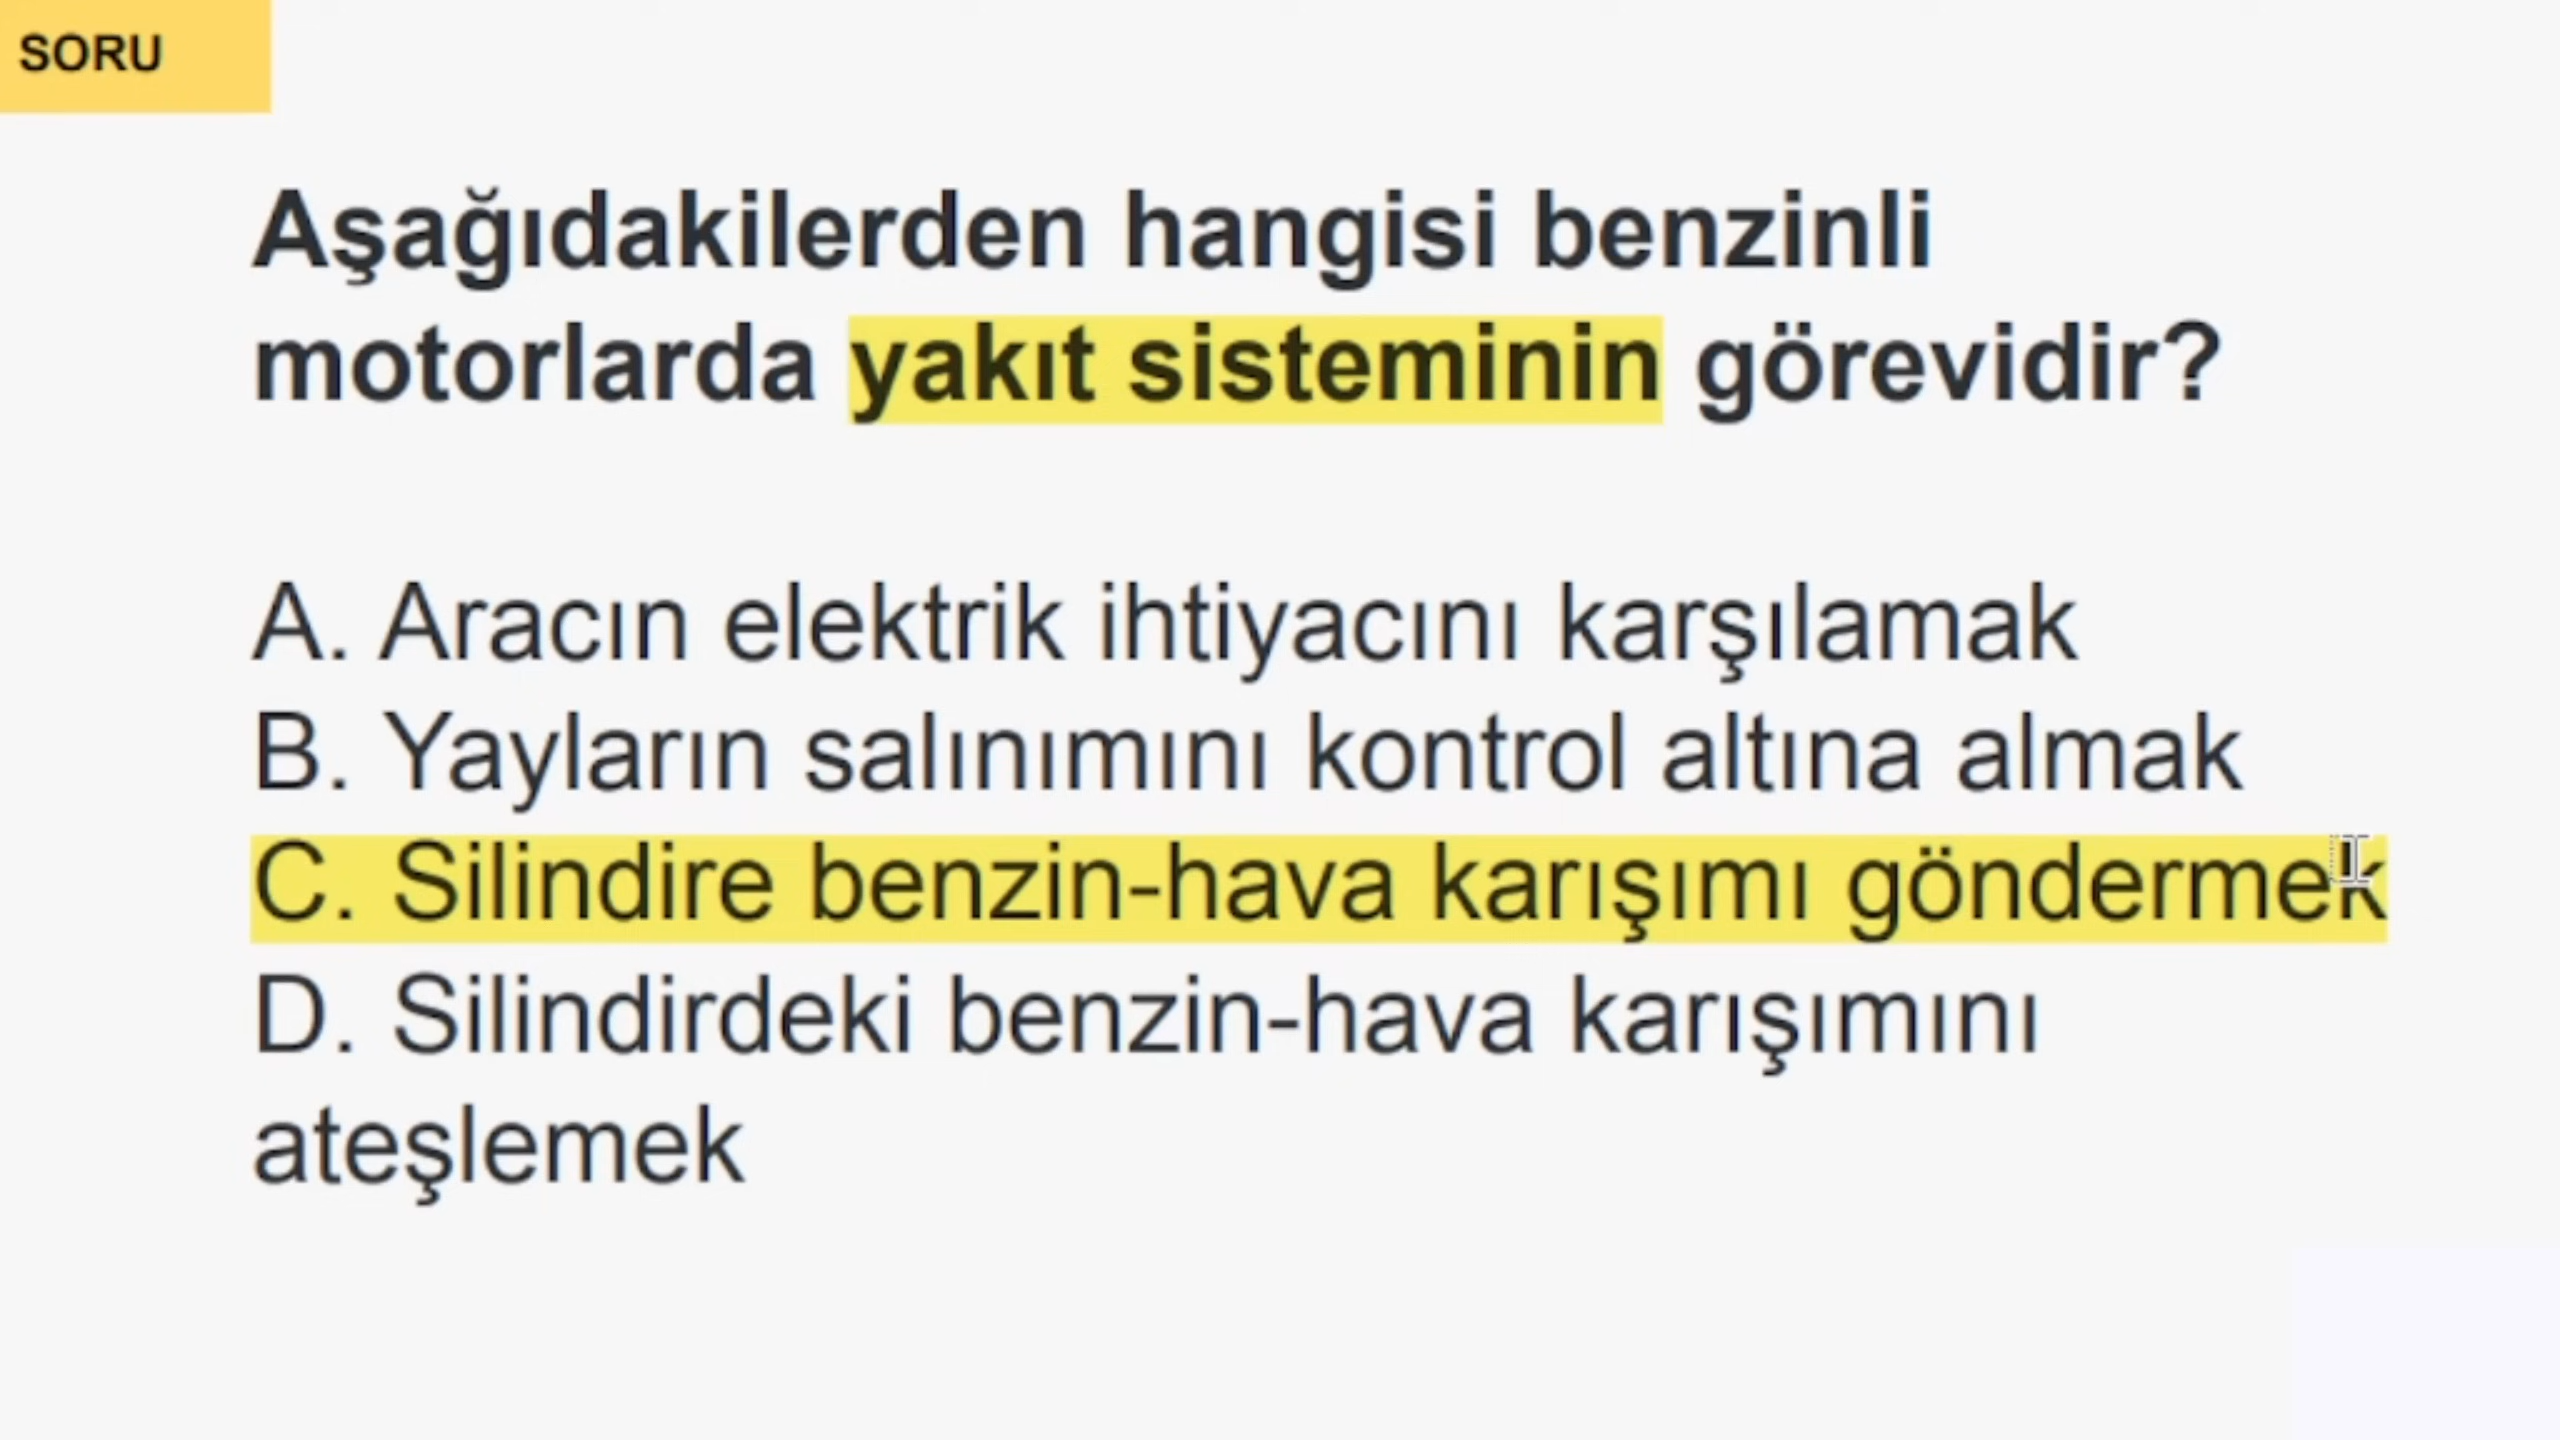 SORU
Aşağıdakilerden hangisi benzinli
motorlarda yakıt sisteminin görevidir?
A. Aracın elektrik ihtiyacını karşılamak
B. Yayların salınımını kontrol altına almak
C. Silindire benzin-hava karışımı göndermek
D. Silindirdeki benzin-hava karışımını
ateşlemek